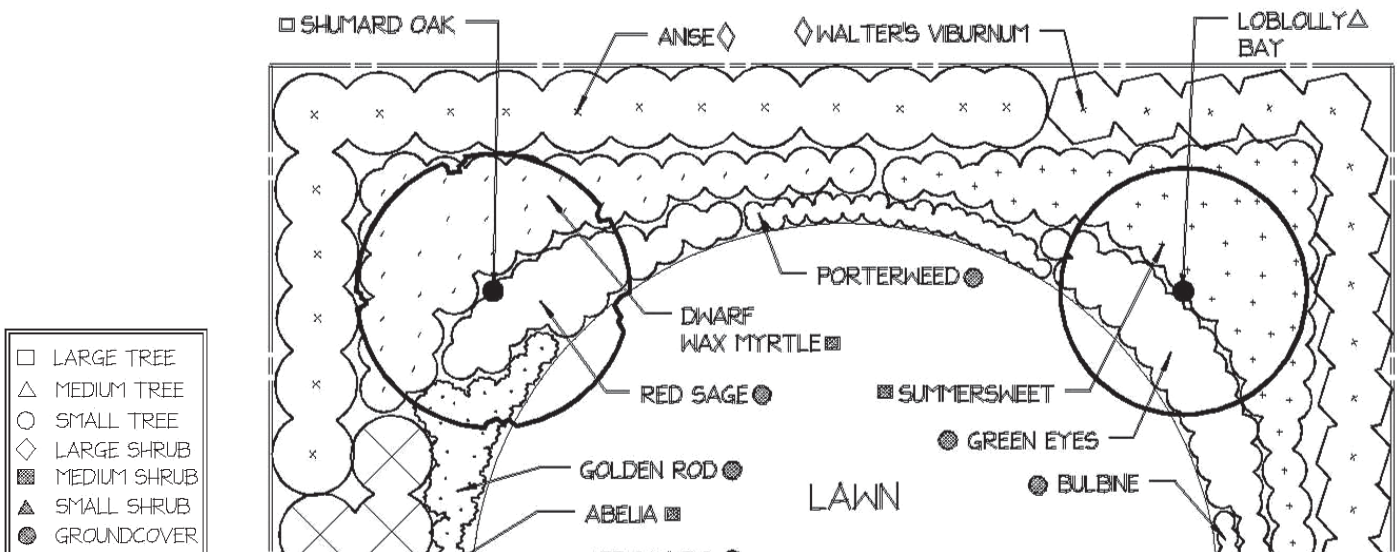 SHUMARD OAK
ANISE
WALTER'S VIBURNUM
LOBLOLLY
BAY
PORTERWEED
DWARF
WAX MYRTLE
RED SAGE
SUMMERSWEET
GREEN EYES
GOLDEN ROD
BULBINE
LAWN
ABELIA
LARGE TREE
MEDIUM TREE
SMALL TREE
LARGE SHRUB
MEDIUM SHRUB
SMALL SHRUB
GROUNDCOVER